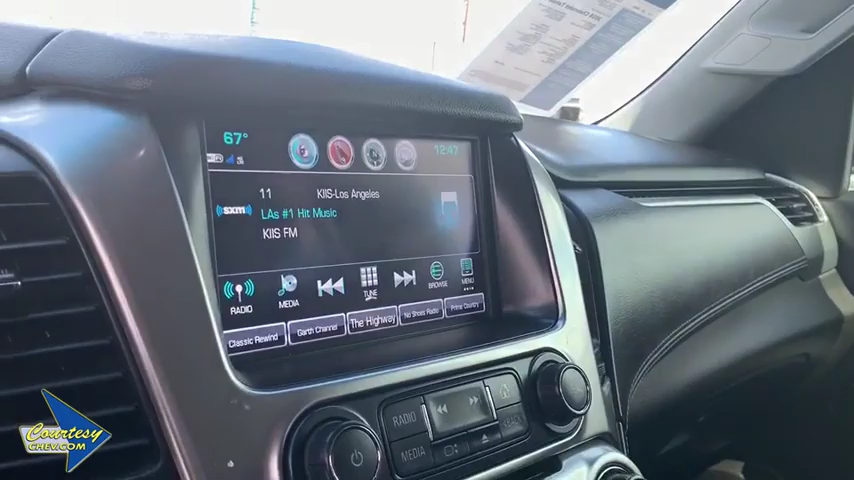 67°
12:47
11 KIIS-Los Angeles
sxm LAs #1 Hit Music
KIIS FM
RADIO MEDIA TUNE BROWSE MENU
Classic Rewind Garth Channel The Highway No Shoes Radio Prime Country
RADIO
MEDIA
BACK
Courtesy
CHEV.COM